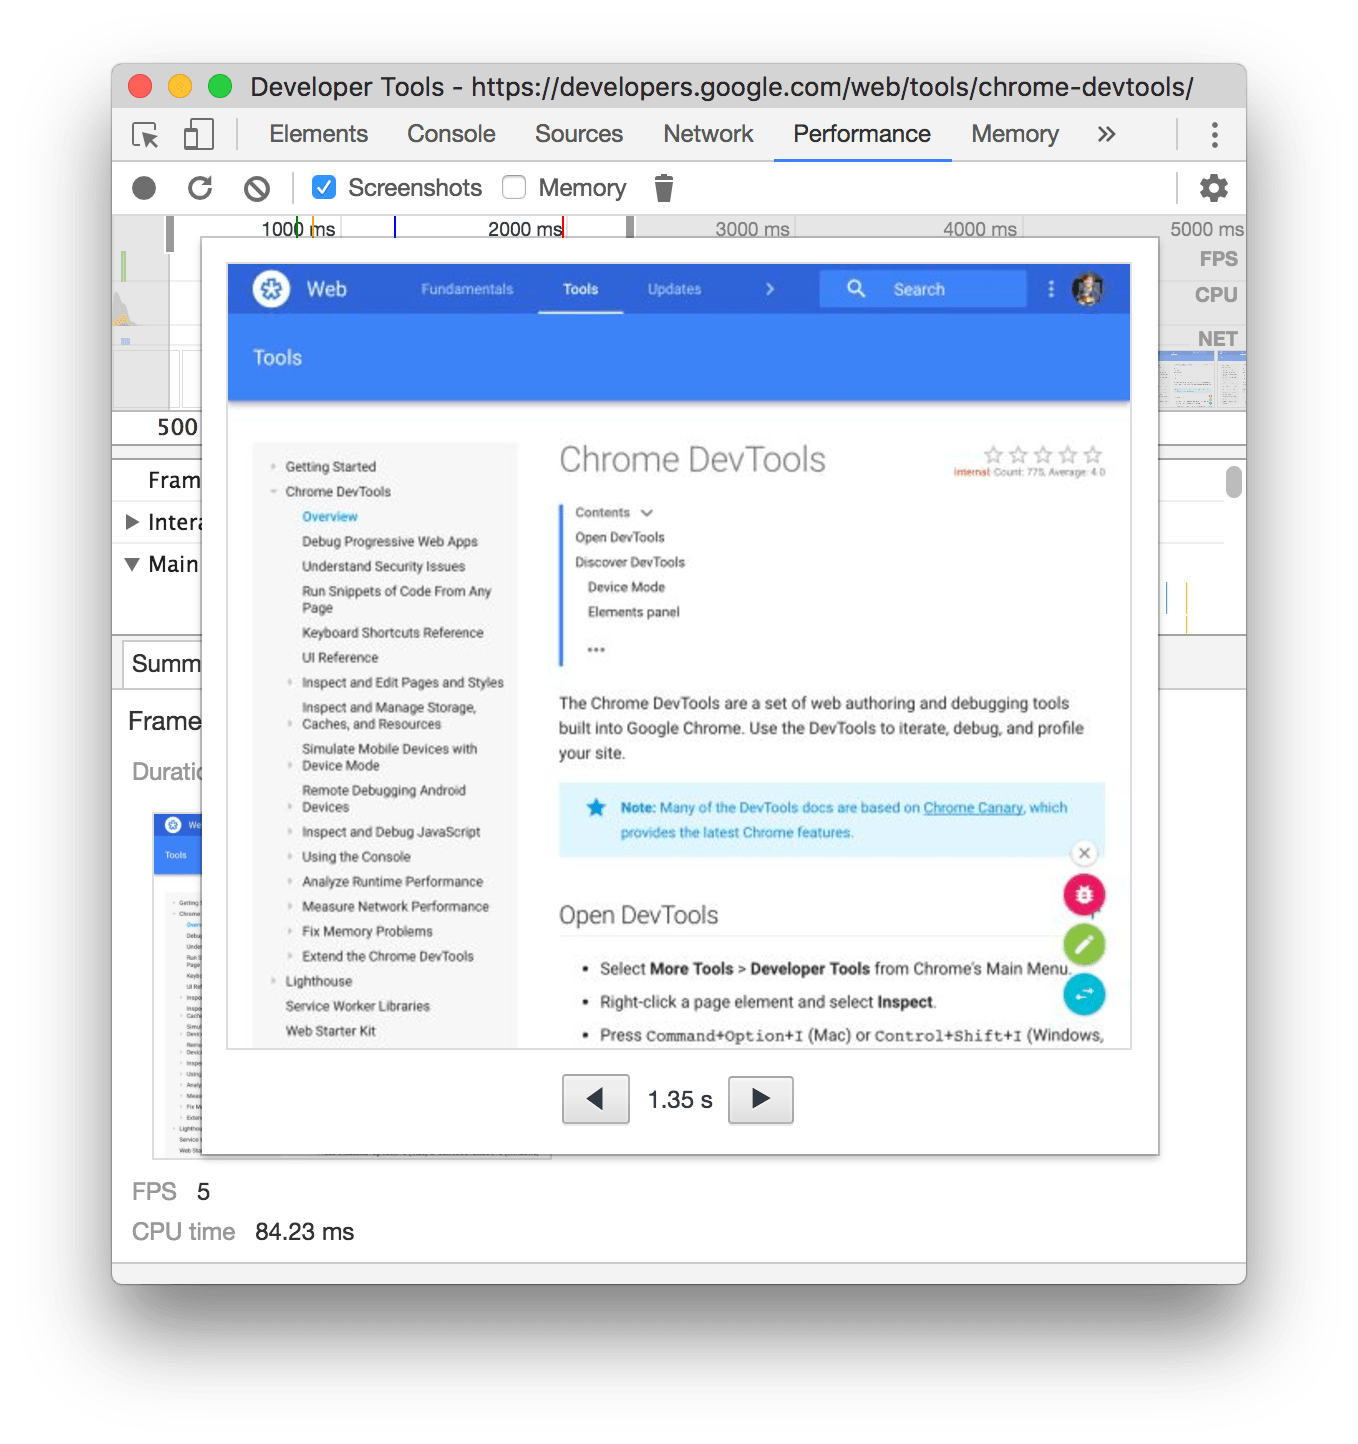 Developer Tools - https://developers.google.com/web/tools/chrome-devtools/
Elements Console Sources Network Performance Memory »
Screenshots Memory
1000 ms 2000 ms 3000 ms 4000 ms 5000 ms
FPS
CPU
NET
500
Fram
Intera
Main
Summ
Frame
Duratio
Web Fundamentals Tools Updates Search
Tools
Getting Started
Chrome DevTools
Overview
Debug Progressive Web Apps
Understand Security Issues
Run Snippets of Code From Any
Page
Keyboard Shortcuts Reference
UI Reference
Inspect and Edit Pages and Styles
Inspect and Manage Storage,
Caches, and Resources
Simulate Mobile Devices with
Device Mode
Remote Debugging Android
Devices
Inspect and Debug JavaScript
Using the Console
Analyze Runtime Performance
Measure Network Performance
Fix Memory Problems
Extend the Chrome DevTools
Lighthouse
Service Worker Libraries
Web Starter Kit
Chrome DevTools
Internal: Count: 775, Average: 4.0
Contents
Open DevTools
Discover DevTools
Device Mode
Elements panel
•••
The Chrome DevTools are a set of web authoring and debugging tools
built into Google Chrome. Use the DevTools to iterate, debug, and profile
your site.
Note: Many of the DevTools docs are based on Chrome Canary, which
provides the latest Chrome features.
Open DevTools
• Select More Tools > Developer Tools from Chrome's Main Menu.
• Right-click a page element and select Inspect.
• Press Command+Option+I (Mac) or Control+Shift+I (Windows,
1.35 s
We
Tools
FPS 5
CPU time 84.23 ms